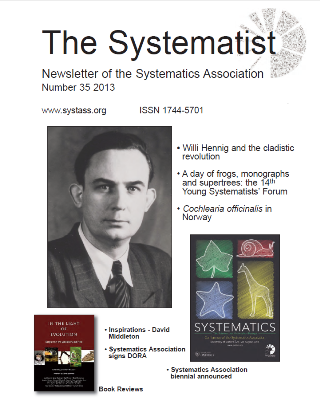 The Systematist
Newsletter of the Systematics Association
Number 35 2013
www.systass.org ISSN 1744-5701
• Willi Hennig and the cladistic
revolution
• A day of frogs, monographs
and supertrees: the 14th
Young Systematists' Forum
• Cochlearia officinalis in
Norway
SYSTEMATICS
IN THE LIGHT
OF
EVOLUTION
• Inspirations - David
Middleton
• Systematics Association
signs DORA
• Systematics Association
biennial announced
Book Reviews